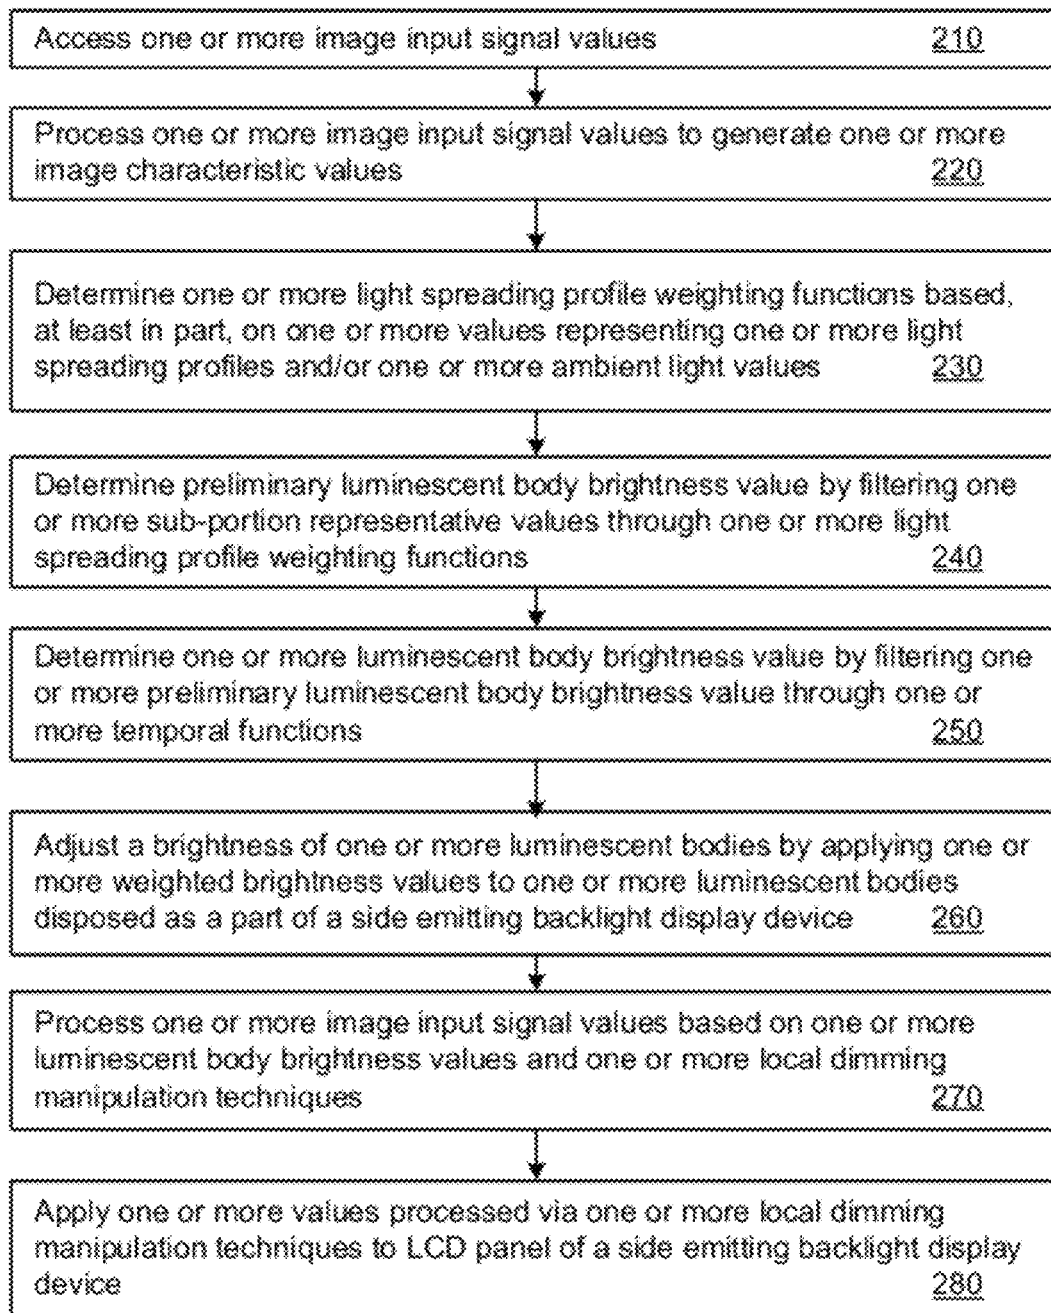 Access one or more image input signal values 210
Process one or more image input signal values to generate one or more
image characteristic values 220
Determine one or more light spreading profile weighting functions based,
at least in part, on one or more values representing one or more light
spreading profiles and/or one or more ambient light values 230
Determine preliminary luminescent body brightness value by filtering one
or more sub-portion representative values through one or more light
spreading profile weighting functions 240
Determine one or more luminescent body brightness value by filtering one
or more preliminary luminescent body brightness value through one or
more temporal functions 250
Adjust a brightness of one or more luminescent bodies by applying one or
more weighted brightness values to one or more luminescent bodies
disposed as a part of a side emitting backlight display device 260
Process one or more image input signal values based on one or more
luminescent body brightness values and one or more local dimming
manipulation techniques 270
Apply one or more values processed via one or more local dimming
manipulation techniques to LCD panel of a side emitting backlight display
device 280